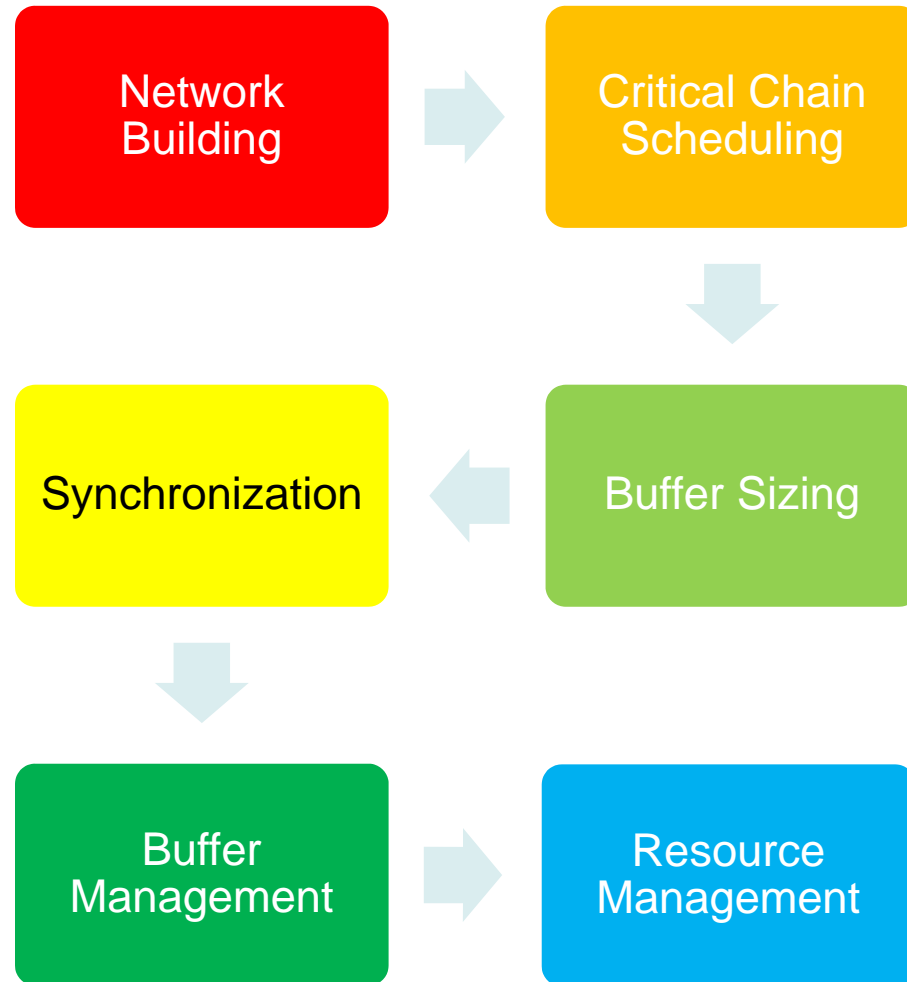 Network
Building
Critical Chain
Scheduling
Buffer Sizing
Synchronization
Buffer
Management
Resource
Management